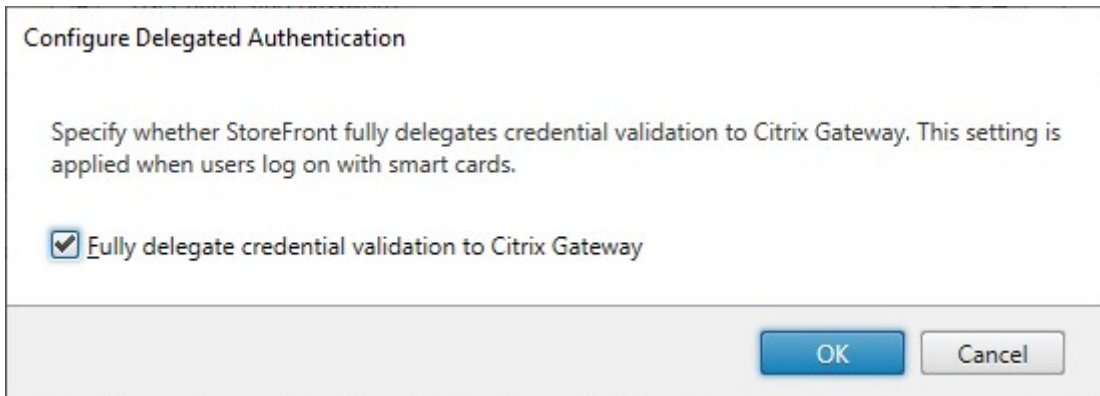 Configure Delegated Authentication
Specify whether StoreFront fully delegates credential validation to Citrix Gateway. This setting is
applied when users log on with smart cards.
Fully delegate credential validation to Citrix Gateway
OK
Cancel